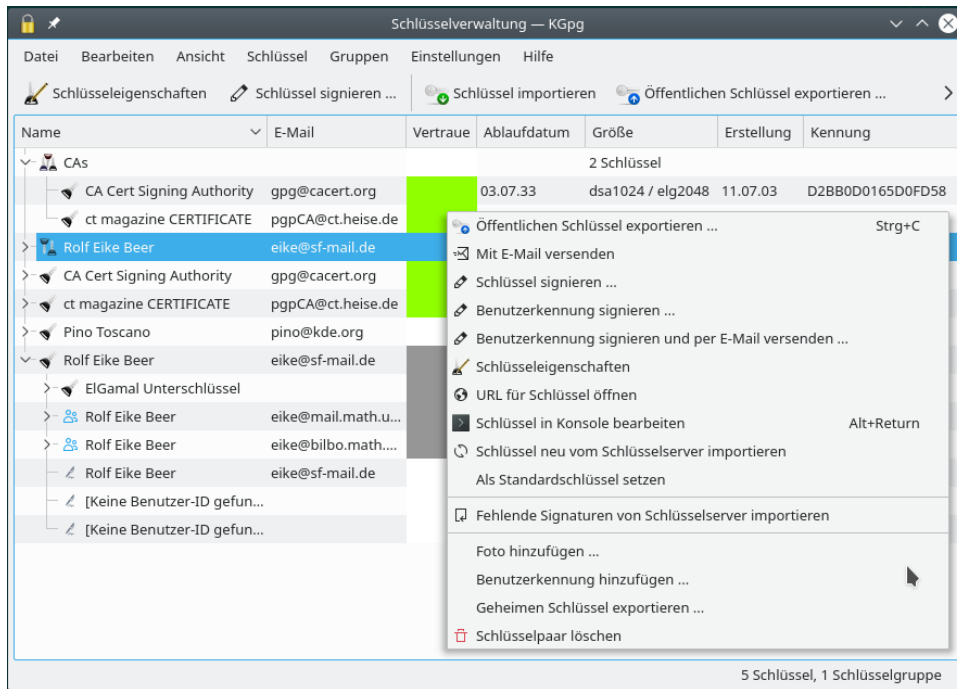 Schlüsselverwaltung — KGpg
Datei Bearbeiten Ansicht Schlüssel Gruppen Einstellungen Hilfe
Schlüsseleigenschaften Schlüssel signieren ... Schlüssel importieren Öffentlichen Schlüssel exportieren ...
Name E-Mail Vertraue Ablaufdatum Größe Erstellung Kennung
CAs 2 Schlüssel
CA Cert Signing Authority gpg@cacert.org 03.07.33 dsa1024 / elg2048 11.07.03 D2BB0D0165D0FD58
ct magazine CERTIFICATE pgpCA@ct.heise.de
Rolf Eike Beer eike@sf-mail.de
CA Cert Signing Authority gpg@cacert.org
ct magazine CERTIFICATE pgpCA@ct.heise.de
Pino Toscano pino@kde.org
Rolf Eike Beer eike@sf-mail.de
ElGamal Unterschlüssel
Rolf Eike Beer eike@mail.math.u...
Rolf Eike Beer eike@bilbo.math....
Rolf Eike Beer eike@sf-mail.de
[Keine Benutzer-ID gefun...
[Keine Benutzer-ID gefun...
Öffentlichen Schlüssel exportieren ... Strg+C
Mit E-Mail versenden
Schlüssel signieren ...
Benutzerkennung signieren ...
Benutzerkennung signieren und per E-Mail versenden ...
Schlüsseleigenschaften
URL für Schlüssel öffnen
Schlüssel in Konsole bearbeiten Alt+Return
Schlüssel neu vom Schlüsselserver importieren
Als Standardschlüssel setzen
Fehlende Signaturen von Schlüsselserver importieren
Foto hinzufügen ...
Benutzerkennung hinzufügen ...
Geheimen Schlüssel exportieren ...
Schlüsselpaar löschen
5 Schlüssel, 1 Schlüsselgruppe